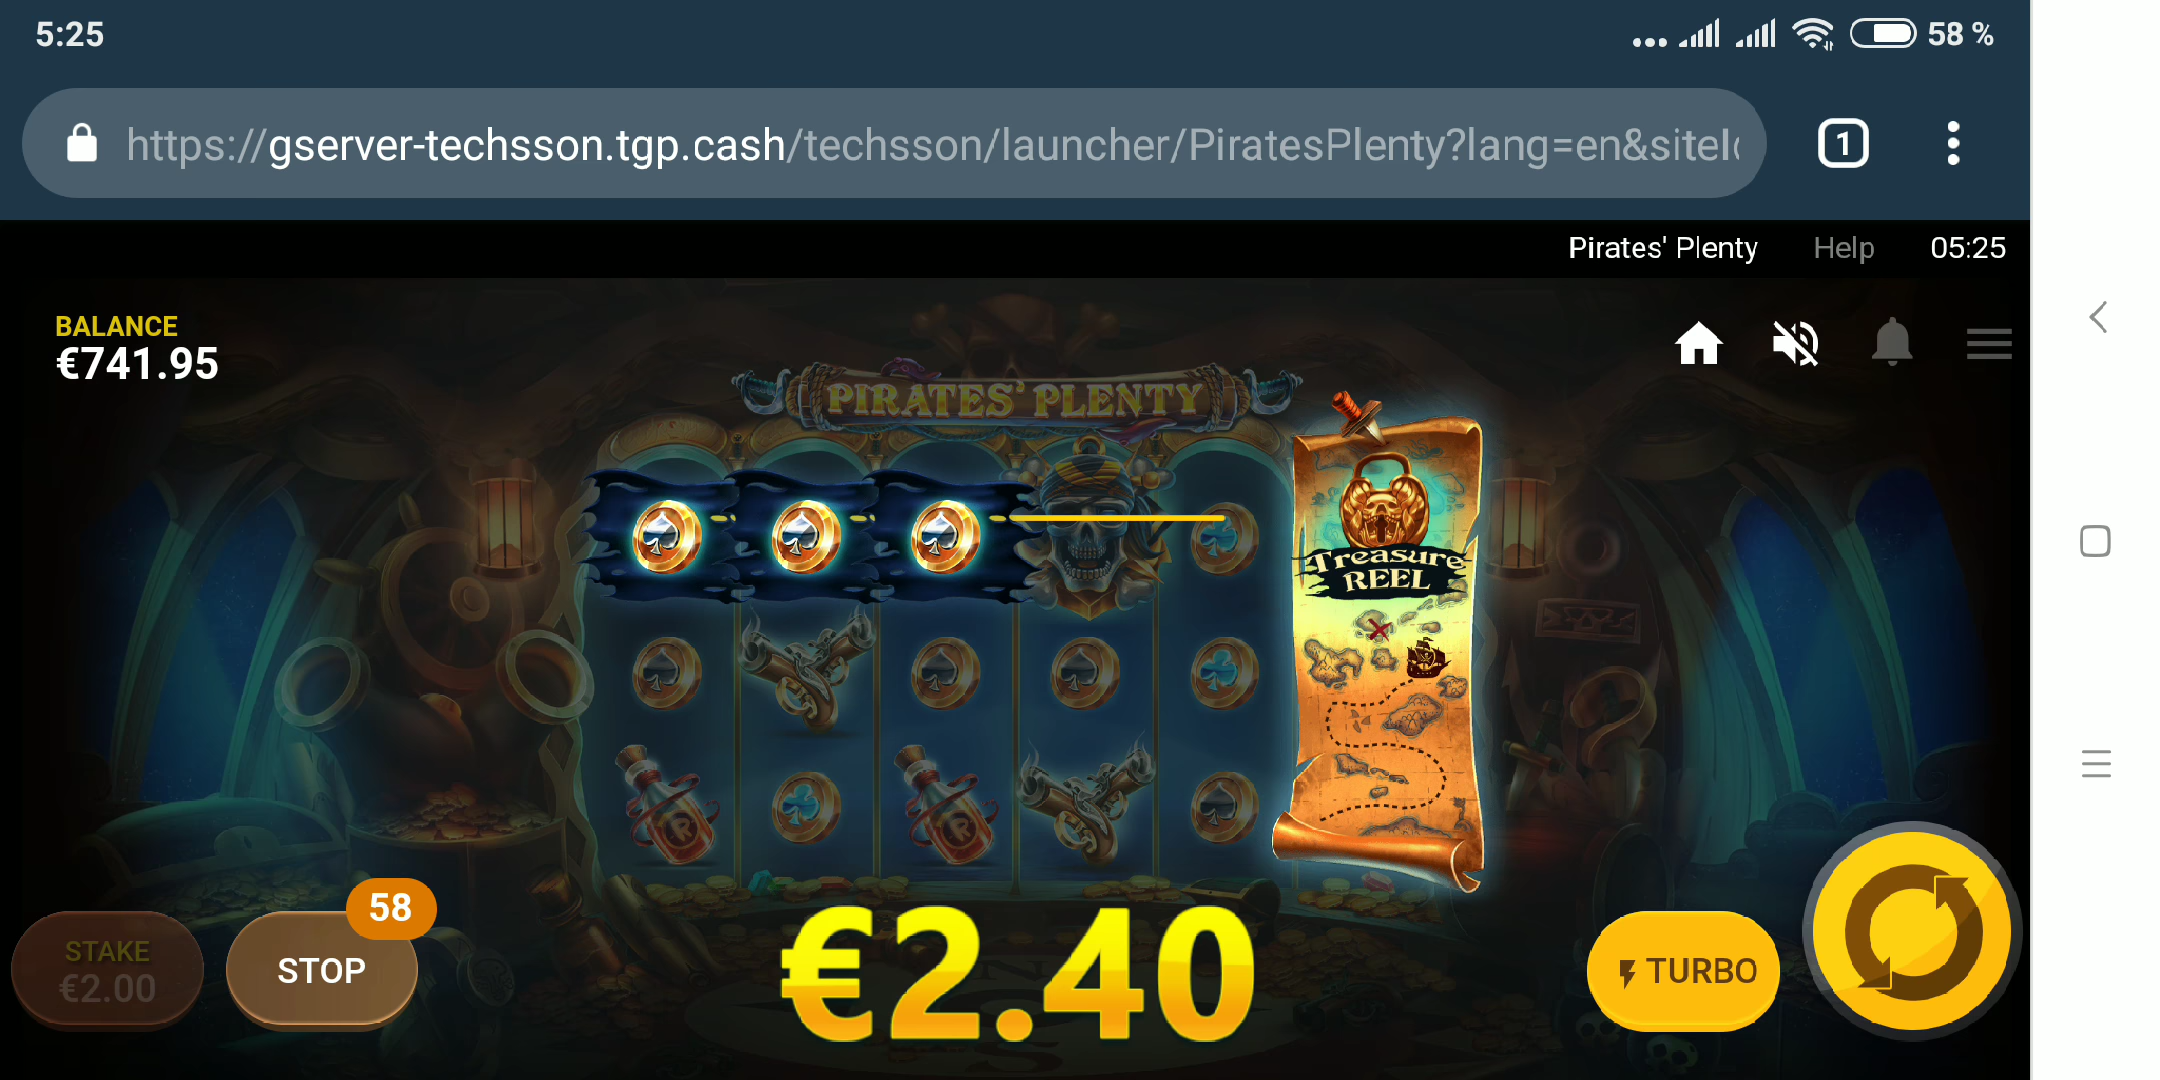 5:25
58 %
https://gserver-techsson.tgp.cash/techsson/launcher/PiratesPlenty?lang=en&siteI
1
Pirates' Plenty Help 05:25
BALANCE
€741.95
PIRATES' PLENTY
Treasure
REEL
R R
58
STAKE
€2.00
STOP
€2.40
TURBO